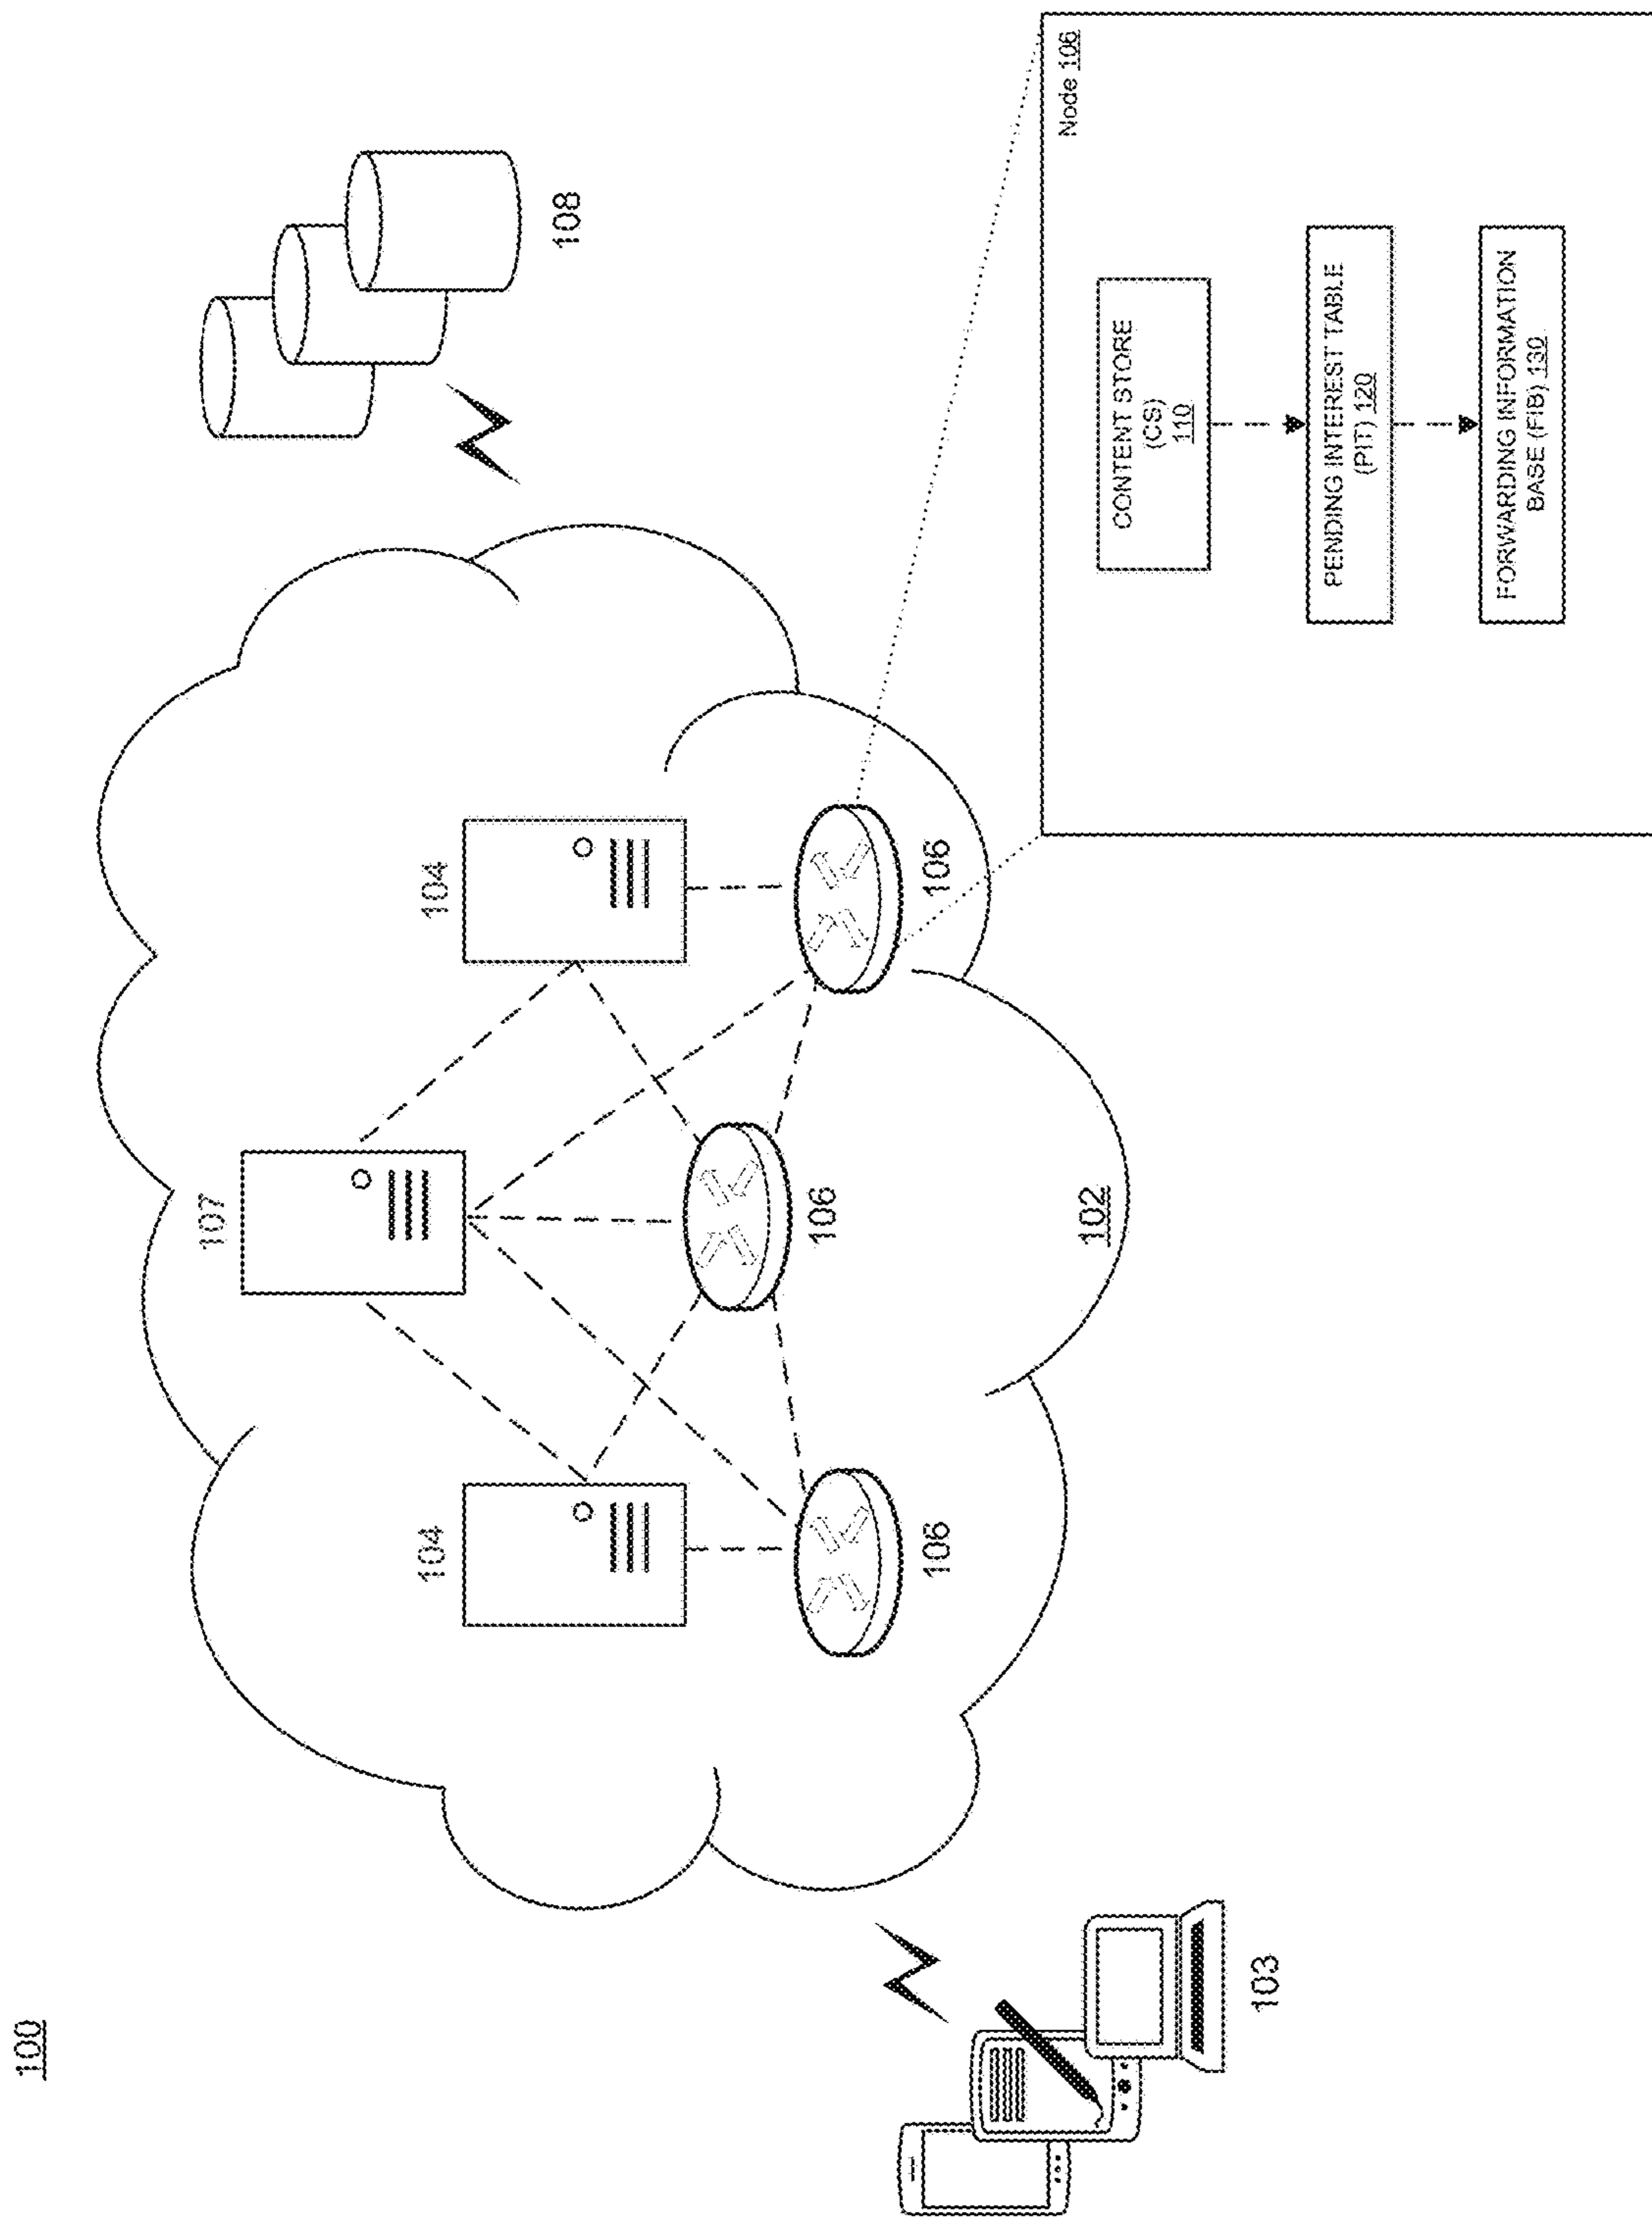 100
108
107
104
104
106
106
106
102
103
Node 106
CONTENT STORE
(CS)
110
PENDING INTEREST TABLE
(PIT) 120
FORWARDING INFORMATION
BASE (FIB) 130